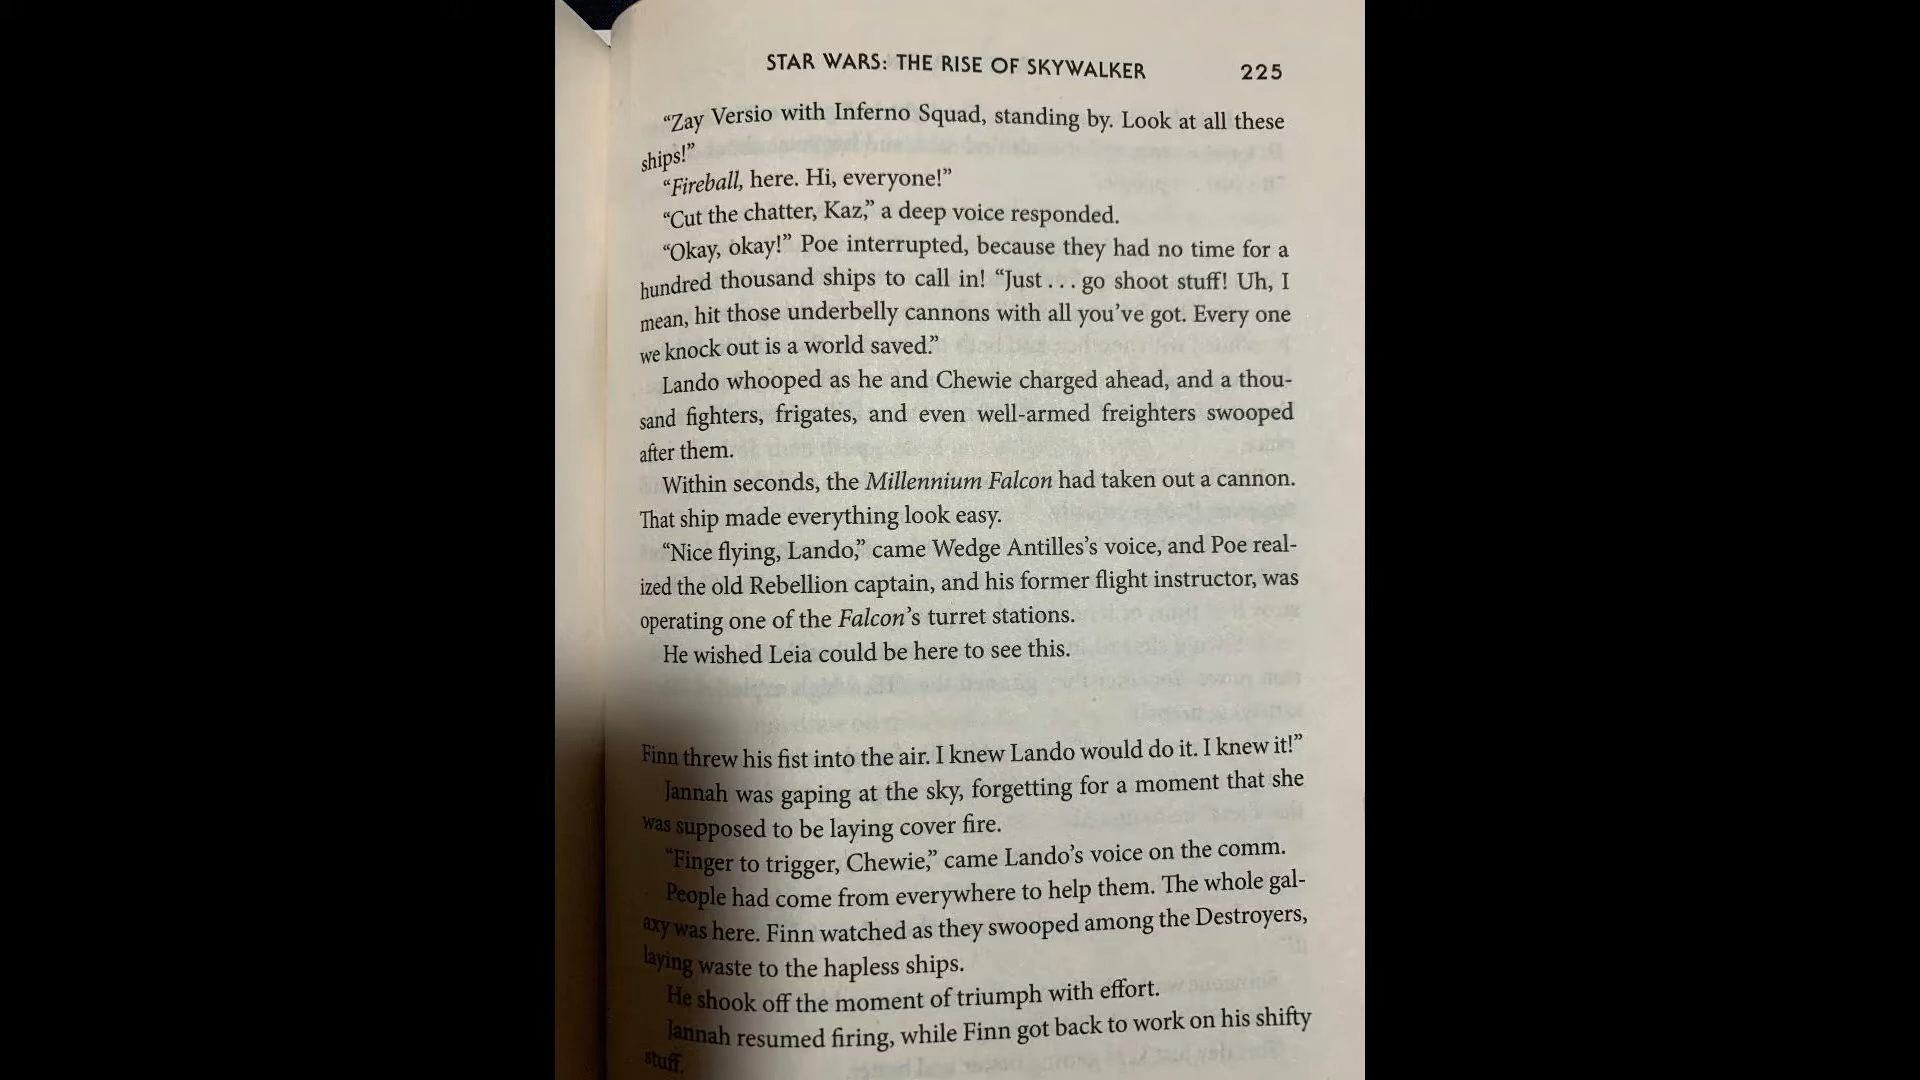 STAR WARS: THE RISE OF SKYWALKER 225
“Zay Versio with Inferno Squad, standing by. Look at all these
ships!”
“Fireball, here. Hi, everyone!”
“Cut the chatter, Kaz,” a deep voice responded.
“Okay, okay!” Poe interrupted, because they had no time for a
hundred thousand ships to call in! “Just . . . go shoot stuff! Uh, I
mean, hit those underbelly cannons with all you’ve got. Every one
we knock out is a world saved.”
Lando whooped as he and Chewie charged ahead, and a thou-
sand fighters, frigates, and even well-armed freighters swooped
after them.
Within seconds, the Millennium Falcon had taken out a cannon.
That ship made everything look easy.
“Nice flying, Lando,” came Wedge Antilles’s voice, and Poe real-
ized the old Rebellion captain, and his former flight instructor, was
operating one of the Falcon’s turret stations.
He wished Leia could be here to see this.
Finn threw his fist into the air. I knew Lando would do it. I knew it!”
Jannah was gaping at the sky, forgetting for a moment that she
was supposed to be laying cover fire.
“Finger to trigger, Chewie,” came Lando’s voice on the comm.
People had come from everywhere to help them. The whole gal-
axy was here. Finn watched as they swooped among the Destroyers,
laying waste to the hapless ships.
He shook off the moment of triumph with effort.
Jannah resumed firing, while Finn got back to work on his shifty
stuff.